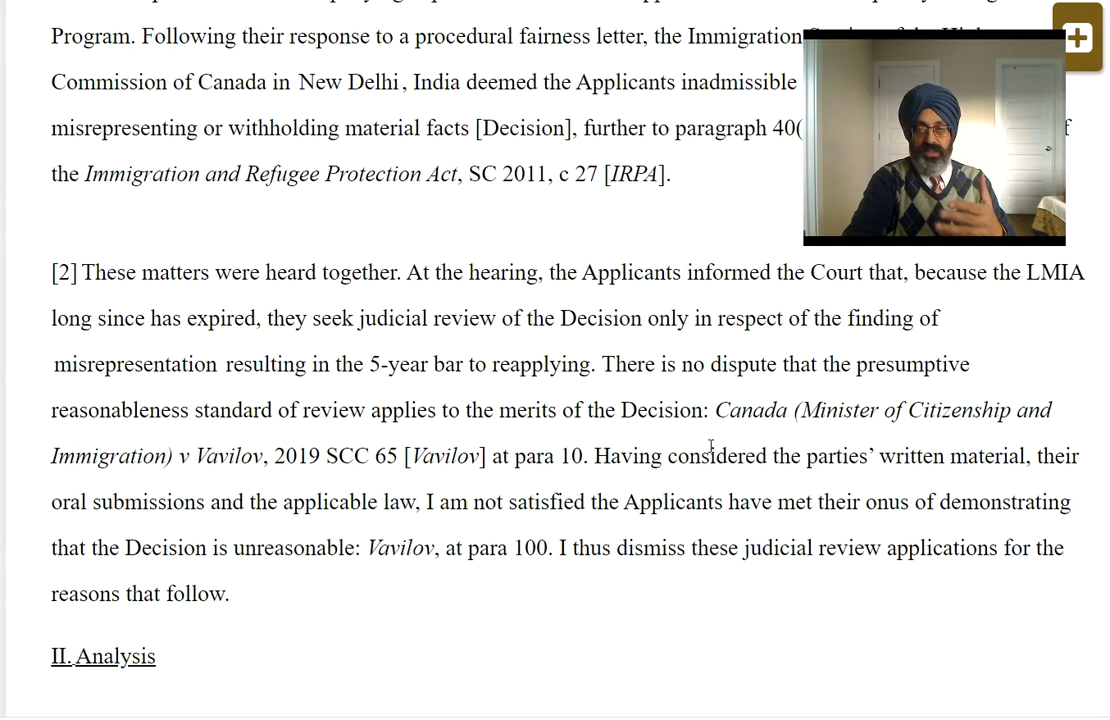 Program. Following their response to a procedural fairness letter, the Immigration
Commission of Canada in New Delhi, India deemed the Applicants inadmissible
misrepresenting or withholding material facts [Decision], further to paragraph 40(
the Immigration and Refugee Protection Act, SC 2011, c 27 [IRPA].
[2] These matters were heard together. At the hearing, the Applicants informed the Court that, because the LMIA
long since has expired, they seek judicial review of the Decision only in respect of the finding of
misrepresentation resulting in the 5-year bar to reapplying. There is no dispute that the presumptive
reasonableness standard of review applies to the merits of the Decision: Canada (Minister of Citizenship and
Immigration) v Vavilov, 2019 SCC 65 [Vavilov] at para 10. Having considered the parties’ written material, their
oral submissions and the applicable law, I am not satisfied the Applicants have met their onus of demonstrating
that the Decision is unreasonable: Vavilov, at para 100. I thus dismiss these judicial review applications for the
reasons that follow.
II. Analysis